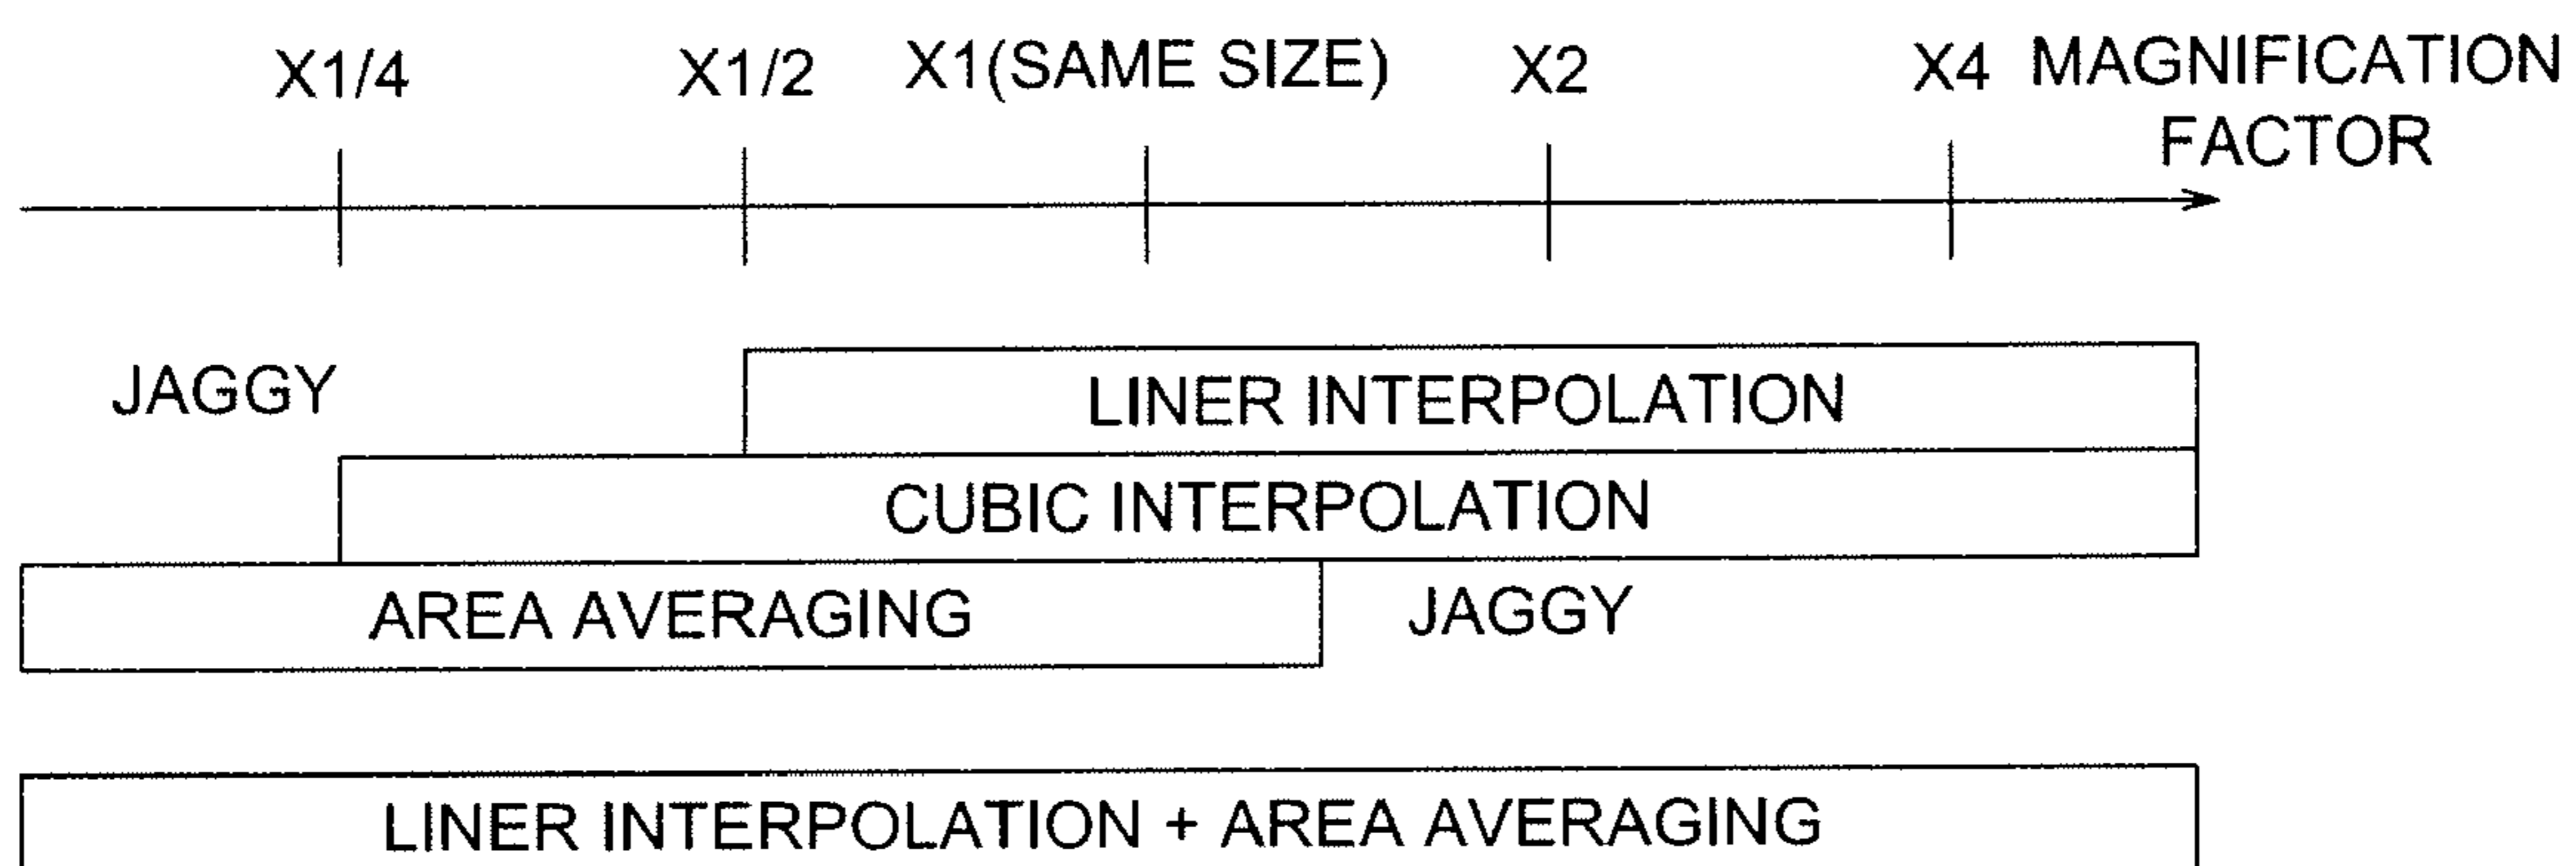 X1/4 X1/2 X1(SAME SIZE) X2 X4 MAGNIFICATION
FACTOR
JAGGY LINER INTERPOLATION
CUBIC INTERPOLATION
AREA AVERAGING JAGGY
LINER INTERPOLATION + AREA AVERAGING